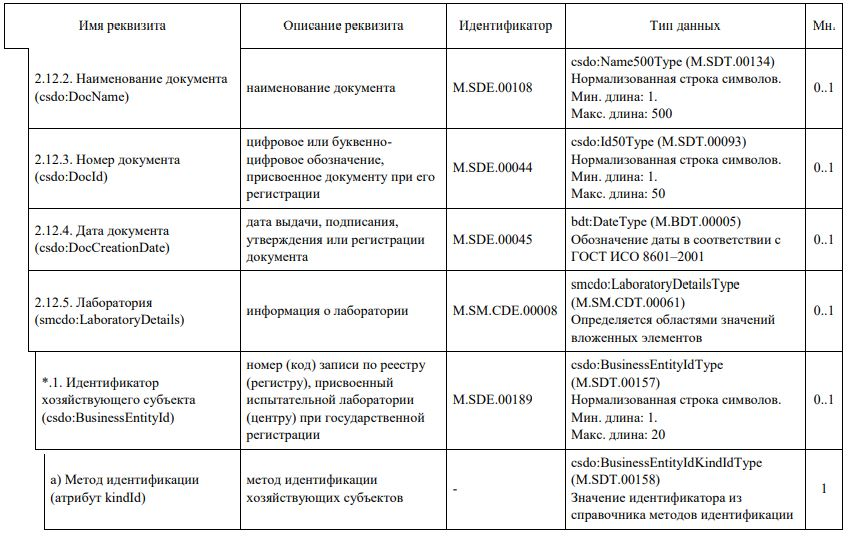 Имя реквизита
Описание реквизита
Идентификатор
Тип данных
Мн.
2.12.2. Наименование документа
(csdo:DocName)
наименование документа
M.SDE.00108
csdo:Name500Type (M.SDT.00134)
Нормализованная строка символов.
Мин. длина: 1.
Макс. длина: 500
0..1
2.12.3. Номер документа
(csdo:DocId)
цифровое или буквенно-
цифровое обозначение,
присвоенное документу при его
регистрации
M.SDE.00044
csdo:Id50Type (M.SDT.00093)
Нормализованная строка символов.
Мин. длина: 1.
Макс. длина: 50
0..1
2.12.4. Дата документа
(csdo:DocCreationDate)
дата выдачи, подписания,
утверждения или регистрации
документа
M.SDE.00045
bdt:DateType (M.BDT.00005)
Обозначение даты в соответствии с
ГОСТ ИСО 8601–2001
0..1
2.12.5. Лаборатория
(smcdo:LaboratoryDetails)
информация о лаборатории
M.SM.CDE.00008
smcdo:LaboratoryDetailsType
(M.SM.CDT.00061)
Определяется областями значений
вложенных элементов
0..1
*.1. Идентификатор
хозяйствующего субъекта
(csdo:BusinessEntityId)
номер (код) записи по реестру
(регистру), присвоенный
испытательной лаборатории
(центру) при государственной
регистрации
M.SDE.00189
csdo:BusinessEntityIdType
(M.SDT.00157)
Нормализованная строка символов.
Мин. длина: 1.
Макс. длина: 20
0..1
а) Метод идентификации
(атрибут kindId)
метод идентификации
хозяйствующих субъектов
-
csdo:BusinessEntityIdKindIdType
(M.SDT.00158)
Значение идентификатора из
справочника методов идентификации
1